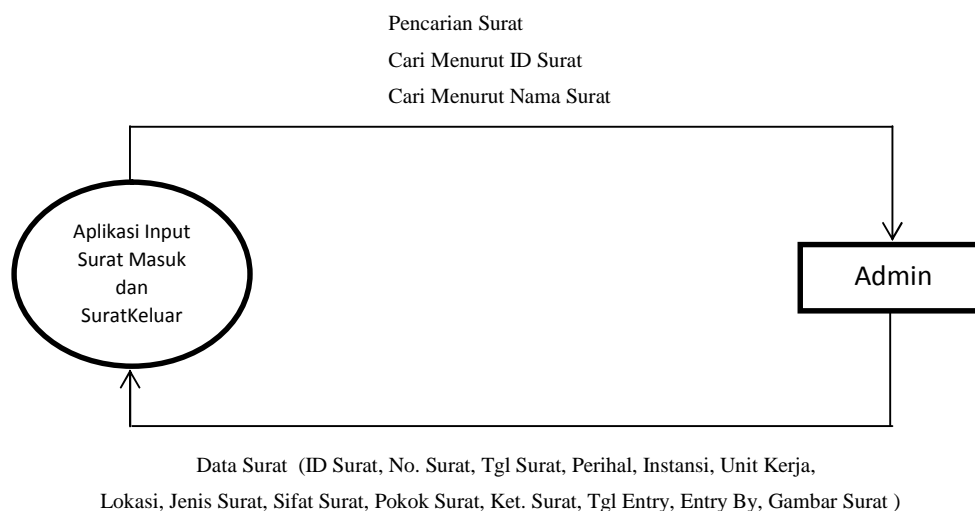 Pencarian Surat
Cari Menurut ID Surat
Cari Menurut Nama Surat
Aplikasi Input
Surat Masuk
dan
SuratKeluar
Admin
Data Surat (ID Surat, No. Surat, Tgl Surat, Perihal, Instansi, Unit Kerja,
Lokasi, Jenis Surat, Sifat Surat, Pokok Surat, Ket. Surat, Tgl Entry, Entry By, Gambar Surat )